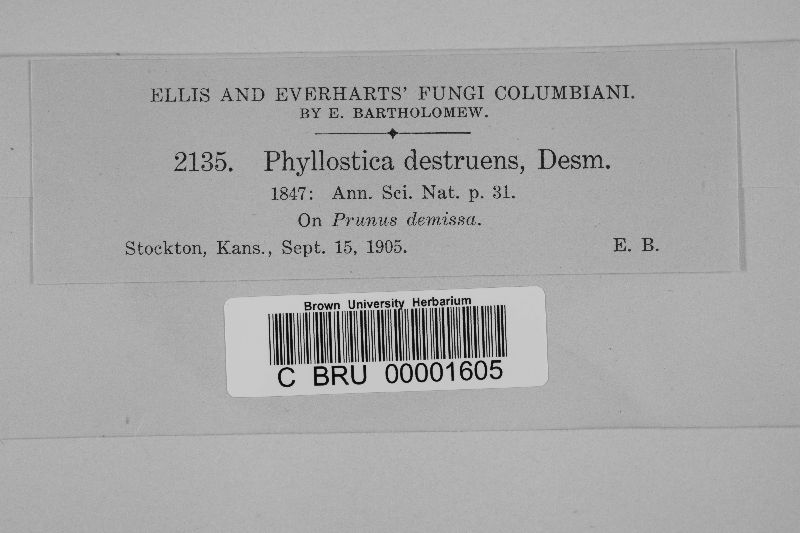 ELLIS AND EVERHARTS' FUNGI COLUMBIANI.
BY E. BARTHOLOMEW.
2135. Phyllostica destruens, Desm.
1847: Ann. Sci. Nat. p. 31.
On Prunus demissa.
Stockton, Kans., Sept. 15, 1905. E. B.
Brown University Herbarium
C BRU 00001605